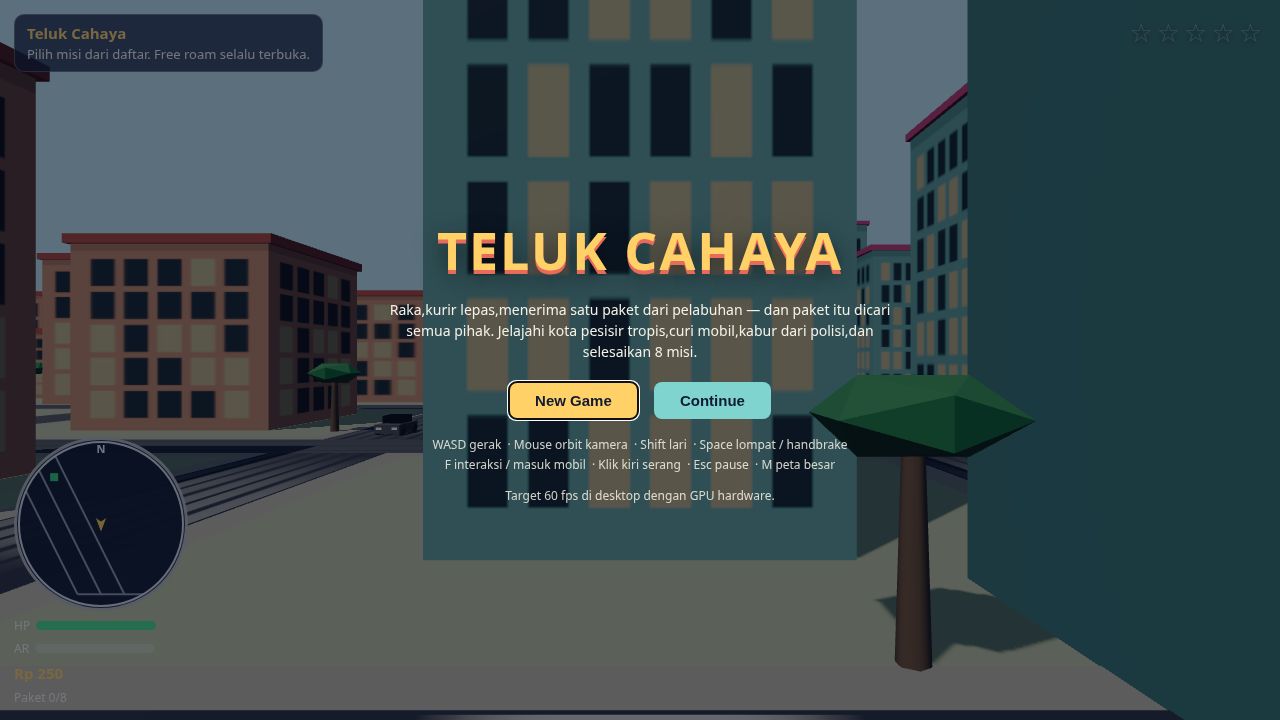 Teluk Cahaya
Pilih misi dari daftar. Free roam selalu terbuka.
☆☆☆☆☆
TELUK CAHAYA
Raka,kurir lepas,menerima satu paket dari pelabuhan — dan paket itu dicari
semua pihak. Jelajahi kota pesisir tropis,curi mobil,kabur dari polisi,dan
selesaikan 8 misi.
New Game
Continue
WASD gerak · Mouse orbit kamera · Shift lari · Space lompat / handbrake
F interaksi / masuk mobil · Klik kiri serang · Esc pause · M peta besar
Target 60 fps di desktop dengan GPU hardware.
N
HP
AR
Rp 250
Paket 0/8